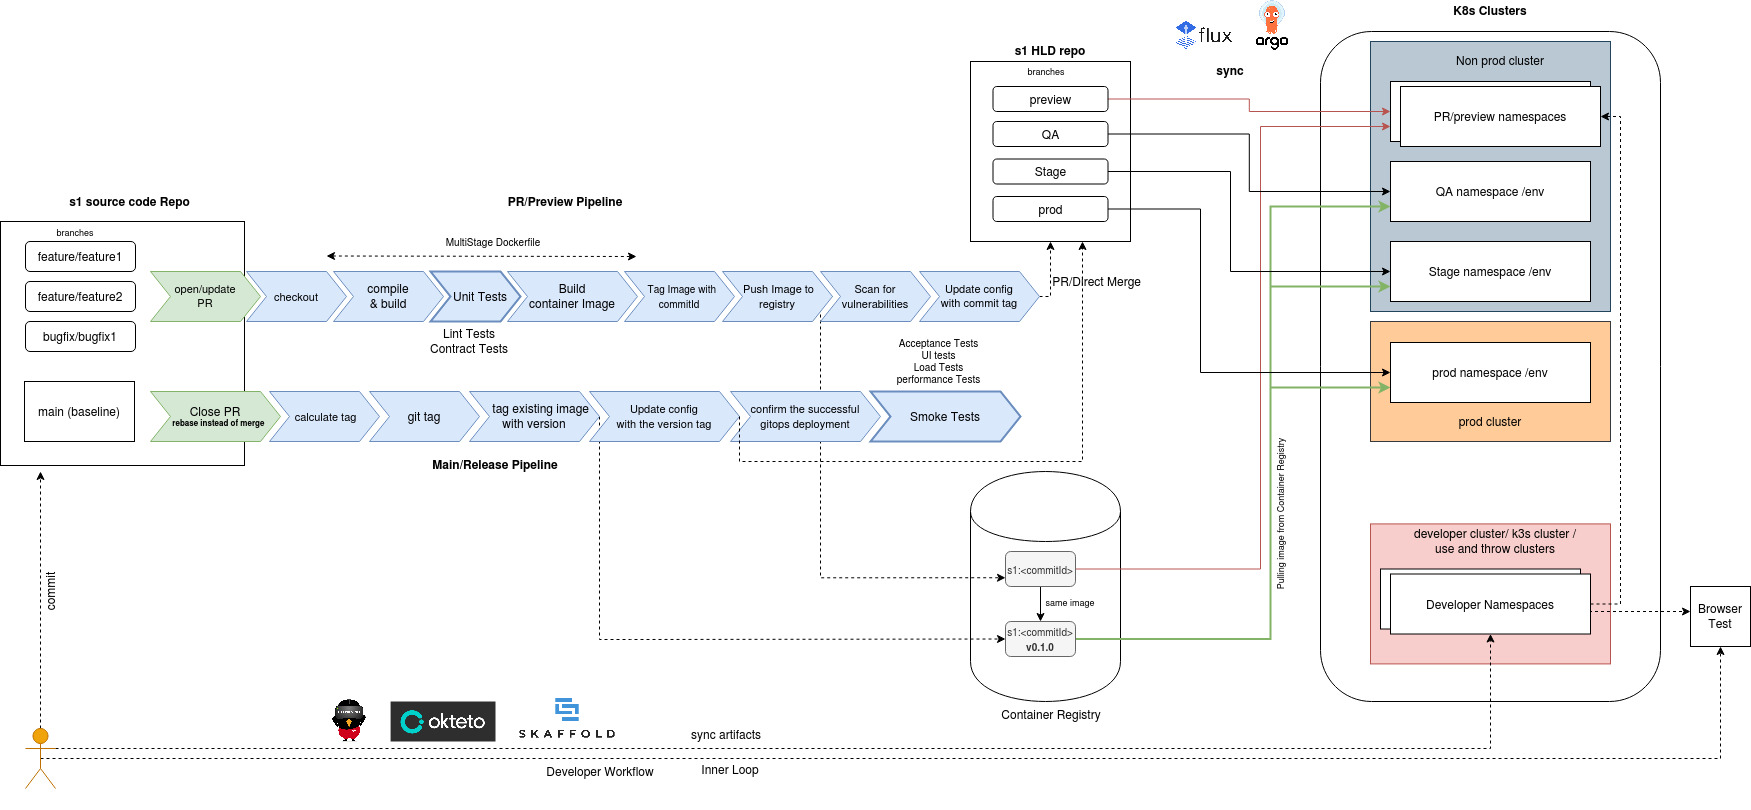 K8s Clusters
flux
argo
s1 HLD repo
sync
branches
preview
QA
Stage
prod
Non prod cluster
PR/preview namespaces
QA namespace /env
Stage namespace /env
prod namespace /env
prod cluster
s1 source code Repo
branches
feature/feature1
feature/feature2
bugfix/bugfix1
main (baseline)
PR/Preview Pipeline
MultiStage Dockerfile
open/update
PR
checkout
compile
& build
Unit Tests
Build
container Image
Tag Image with
commitId
Push Image to
registry
Scan for
vulnerabilities
Update config
with commit tag
PR/Direct Merge
Lint Tests
Contract Tests
Acceptance Tests
UI tests
Load Tests
performance Tests
Close PR
rebase instead of merge
calculate tag
git tag
tag existing image
with version
Update config
with the version tag
confirm the successful
gitops deployment
Smoke Tests
Main/Release Pipeline
Pulling image from Container Registry
s1:<commitId>
same image
s1:<commitId>
v0.1.0
Container Registry
developer cluster/ k3s cluster /
use and throw clusters
Developer Namespaces
Browser
Test
commit
okteto
SKAFFOLD
sync artifacts
Developer Workflow
Inner Loop